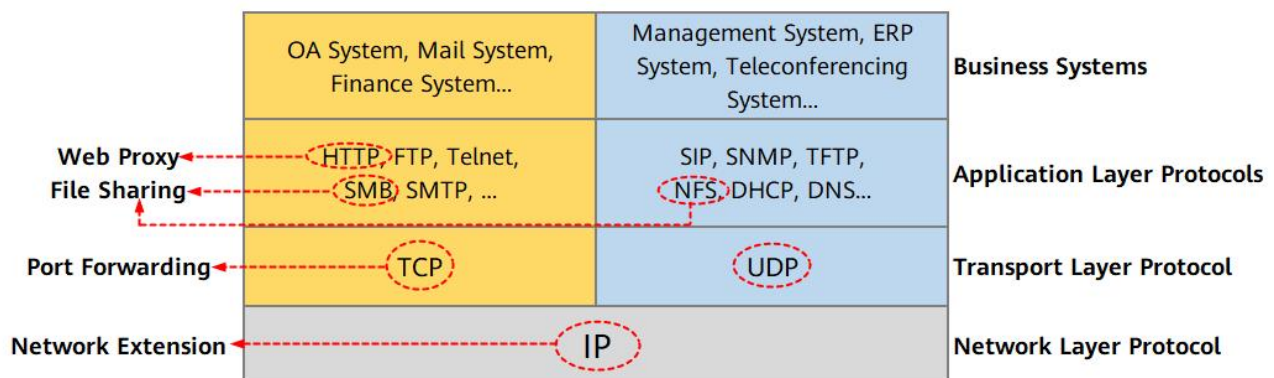 OA System, Mail System,
Finance System...
Management System, ERP
System, Teleconferencing
System...
Business Systems
Web Proxy
File Sharing
HTTP, FTP, Telnet,
SMB, SMTP, ...
SIP, SNMP, TFTP,
NFS, DHCP, DNS...
Application Layer Protocols
Port Forwarding
TCP
UDP
Transport Layer Protocol
Network Extension
IP
Network Layer Protocol